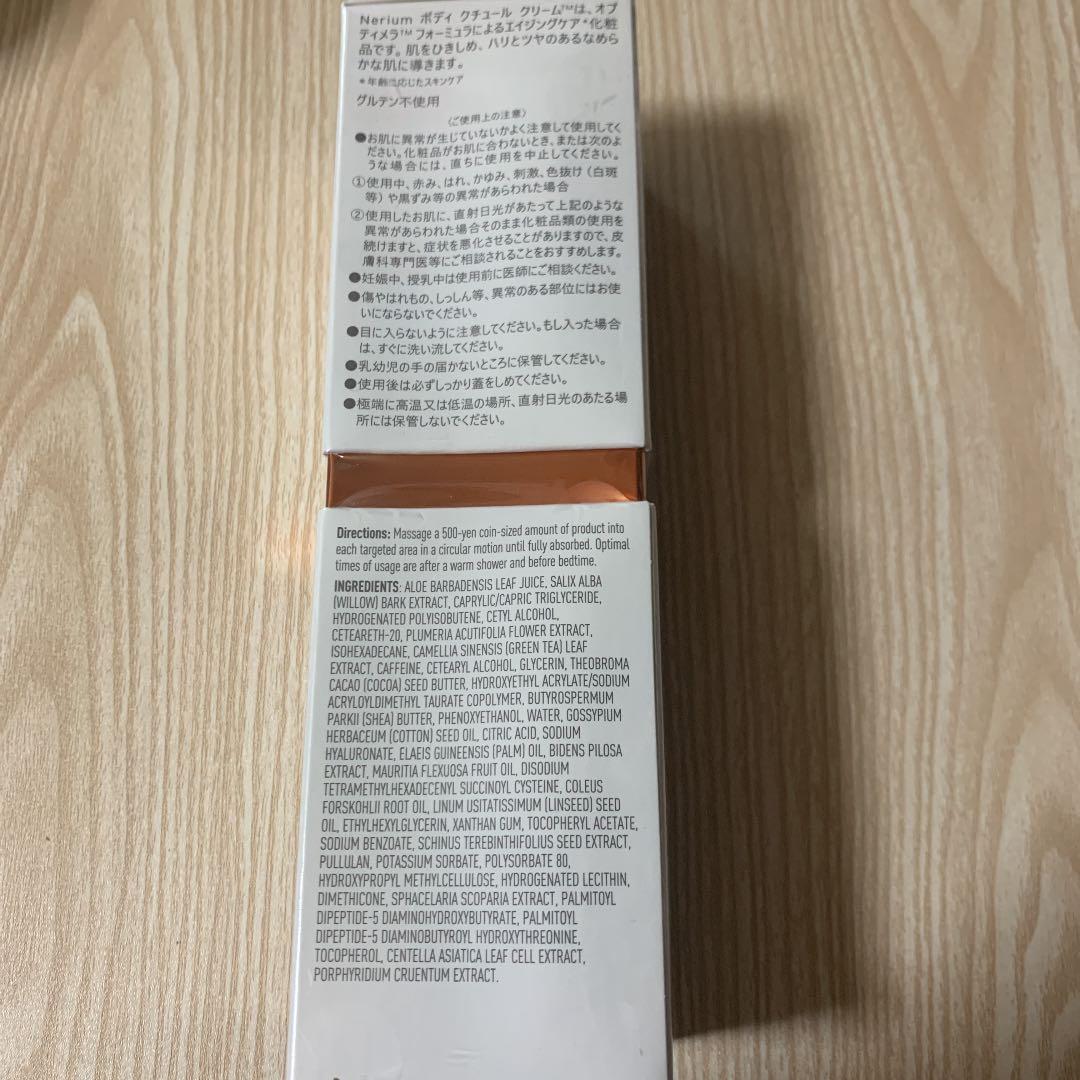 Nerium ボディ クチュール クリーム™は、オプ
ティメラ™ フォーミュラによるエイジングケア*化粧
品です。肌をひきしめ、ハリとツヤのあるなめら
かな肌に導きます。
*年齢に応じたスキンケア
グルテン不使用
〈ご使用上の注意〉
●お肌に異常が生じていないかよく注意して使用してく
ださい。化粧品がお肌に合わないとき、または次のよ
うな場合には、直ちに使用を中止してください。
①使用中、赤み、はれ、かゆみ、刺激、色抜け(白斑
等)や黒ずみ等の異常があらわれた場合
②使用したお肌に、直射日光があたって上記のような
異常があらわれた場合そのまま化粧品類の使用を
続けますと、症状を悪化させることがありますので、皮
膚科専門医等にご相談されることをおすすめします。
●妊娠中、授乳中は使用前に医師にご相談ください。
●傷やはれもの、しっしん等、異常のある部位にはお使
いにならないでください。
●目に入らないように注意してください。もし入った場合
は、すぐに洗い流してください。
●乳幼児の手の届かないところに保管してください。
●使用後は必ずしっかり蓋をしめてください。
●極端に高温又は低温の場所、直射日光のあたる場
所には保管しないでください。
Directions: Massage a 500-yen coin-sized amount of product into
each targeted area in a circular motion until fully absorbed. Optimal
times of usage are after a warm shower and before bedtime.
INGREDIENTS: ALOE BARBADENSIS LEAF JUICE, SALIX ALBA
(WILLOW) BARK EXTRACT, CAPRYLIC/CAPRIC TRIGLYCERIDE,
HYDROGENATED POLYISOBUTENE, CETYL ALCOHOL,
CETEARETH-20, PLUMERIA ACUTIFOLIA FLOWER EXTRACT,
ISOHEXADECANE, CAMELLIA SINENSIS (GREEN TEA) LEAF
EXTRACT, CAFFEINE, CETEARYL ALCOHOL, GLYCERIN, THEOBROMA
CACAO (COCOA) SEED BUTTER, HYDROXYETHYL ACRYLATE/SODIUM
ACRYLOYLDIMETHYL TAURATE COPOLYMER, BUTYROSPERMUM
PARKII (SHEA) BUTTER, PHENOXYETHANOL, WATER, GOSSYPIUM
HERBACEUM (COTTON) SEED OIL, CITRIC ACID, SODIUM
HYALURONATE, ELAEIS GUINEENSIS (PALM) OIL, BIDENS PILOSA
EXTRACT, MAURITIA FLEXUOSA FRUIT OIL, DISODIUM
TETRAMETHYLHEXADECENYL SUCCINOYL CYSTEINE, COLEUS
FORSKOHLII ROOT OIL, LINUM USITATISSIMUM (LINSEED) SEED
OIL, ETHYLHEXYLGLYCERIN, XANTHAN GUM, TOCOPHERYL ACETATE,
SODIUM BENZOATE, SCHINUS TEREBINTHIFOLIUS SEED EXTRACT,
PULLULAN, POTASSIUM SORBATE, POLYSORBATE 80,
HYDROXYPROPYL METHYLCELLULOSE, HYDROGENATED LECITHIN,
DIMETHICONE, SPHACELARIA SCOPARIA EXTRACT, PALMITOYL
DIPEPTIDE-5 DIAMINOHYDROXYBUTYRATE, PALMITOYL
DIPEPTIDE-5 DIAMINOBUTYROYL HYDROXYTHREONINE,
TOCOPHEROL, CENTELLA ASIATICA LEAF CELL EXTRACT,
PORPHYRIDIUM CRUENTUM EXTRACT.